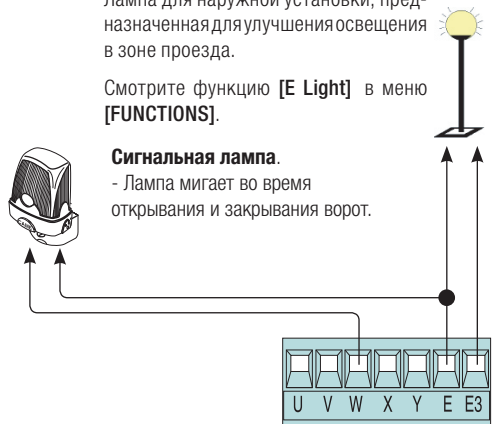 Лампа для наружной установки, пред-
назначенная для улучшения освещения
в зоне проезда.
Смотрите функцию [E Light] в меню
[FUNCTIONS].
Сигнальная лампа.
- Лампа мигает во время
открывания и закрывания ворот.
U V W X Y E E3